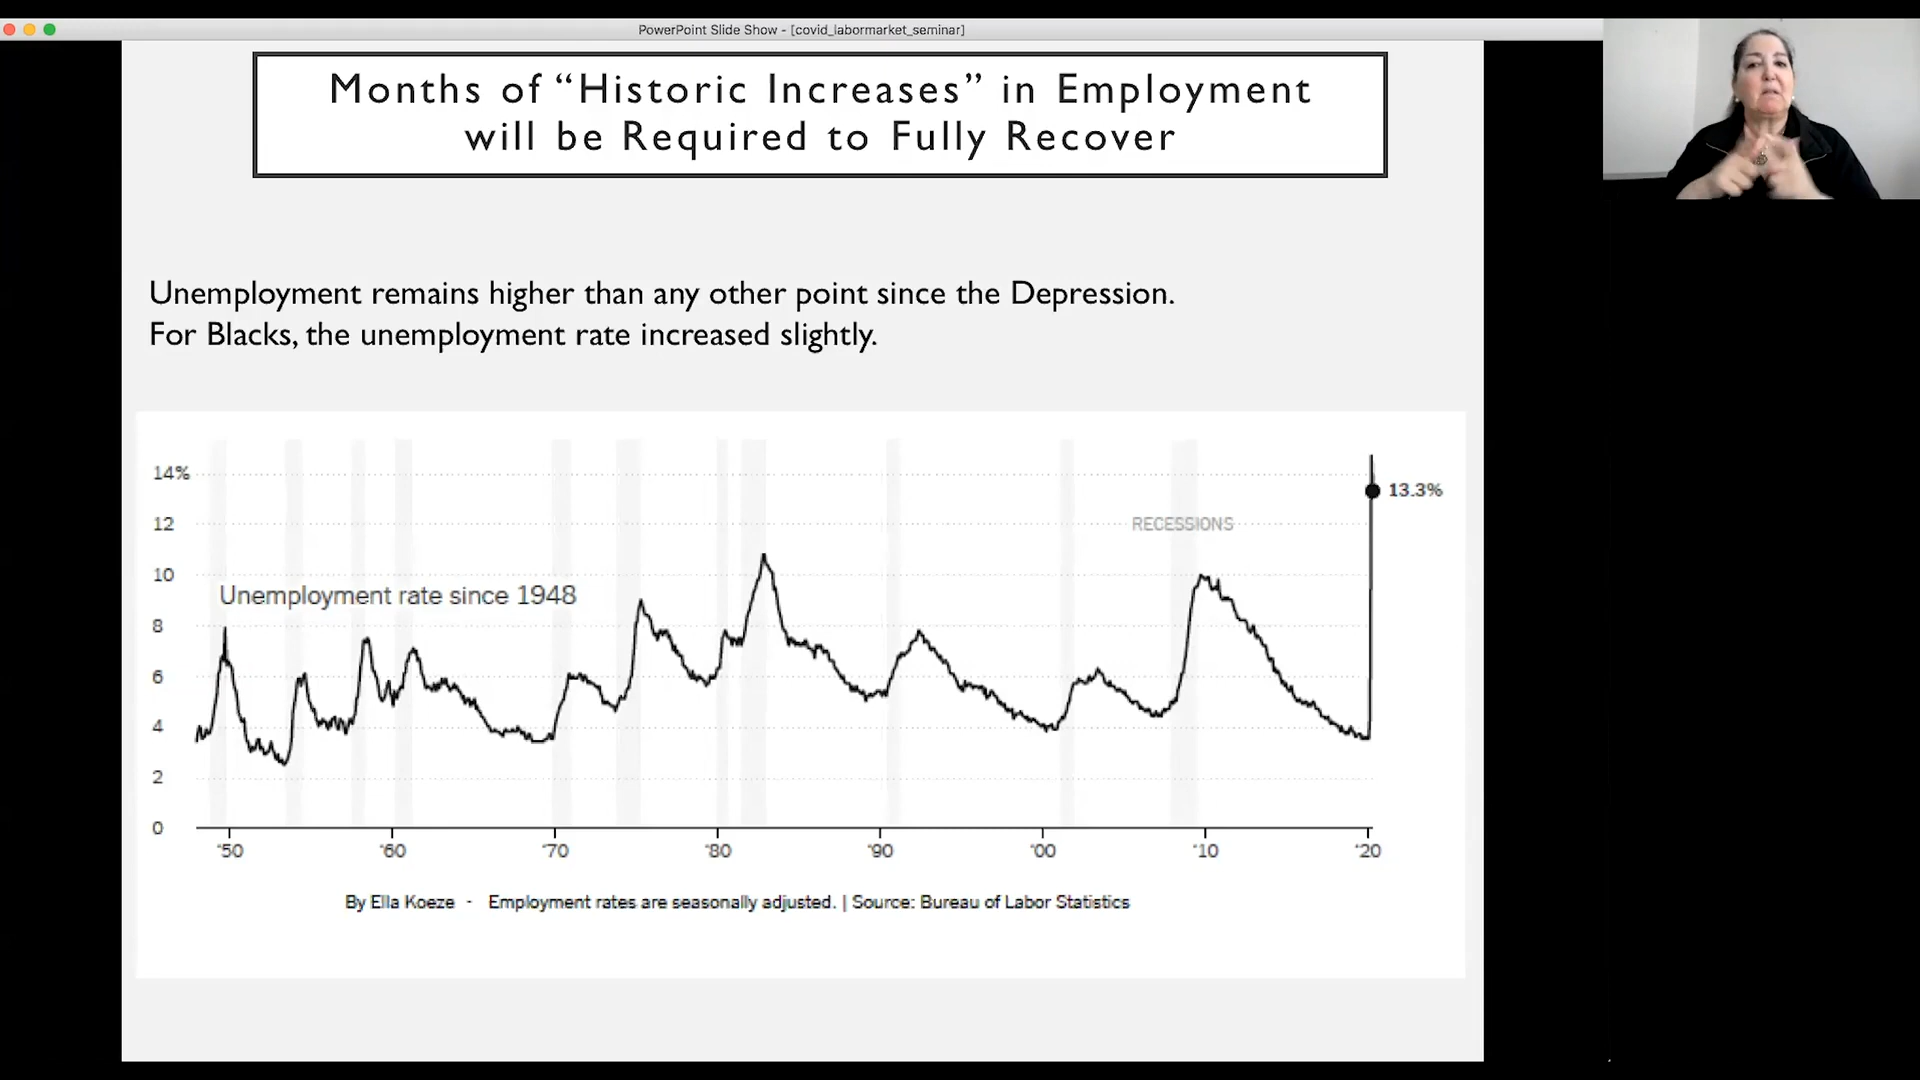 PowerPoint Slide Show - [covid_labormarket_seminar]
Months of “Historic Increases” in Employment
will be Required to Fully Recover
Unemployment remains higher than any other point since the Depression.
For Blacks, the unemployment rate increased slightly.
14%
13.3%
12
RECESSIONS
10
Unemployment rate since 1948
8
6
4
2
0
'50 '60 '70 '80 '90 '00 '10 '20
By Ella Koeze - Employment rates are seasonally adjusted. | Source: Bureau of Labor Statistics